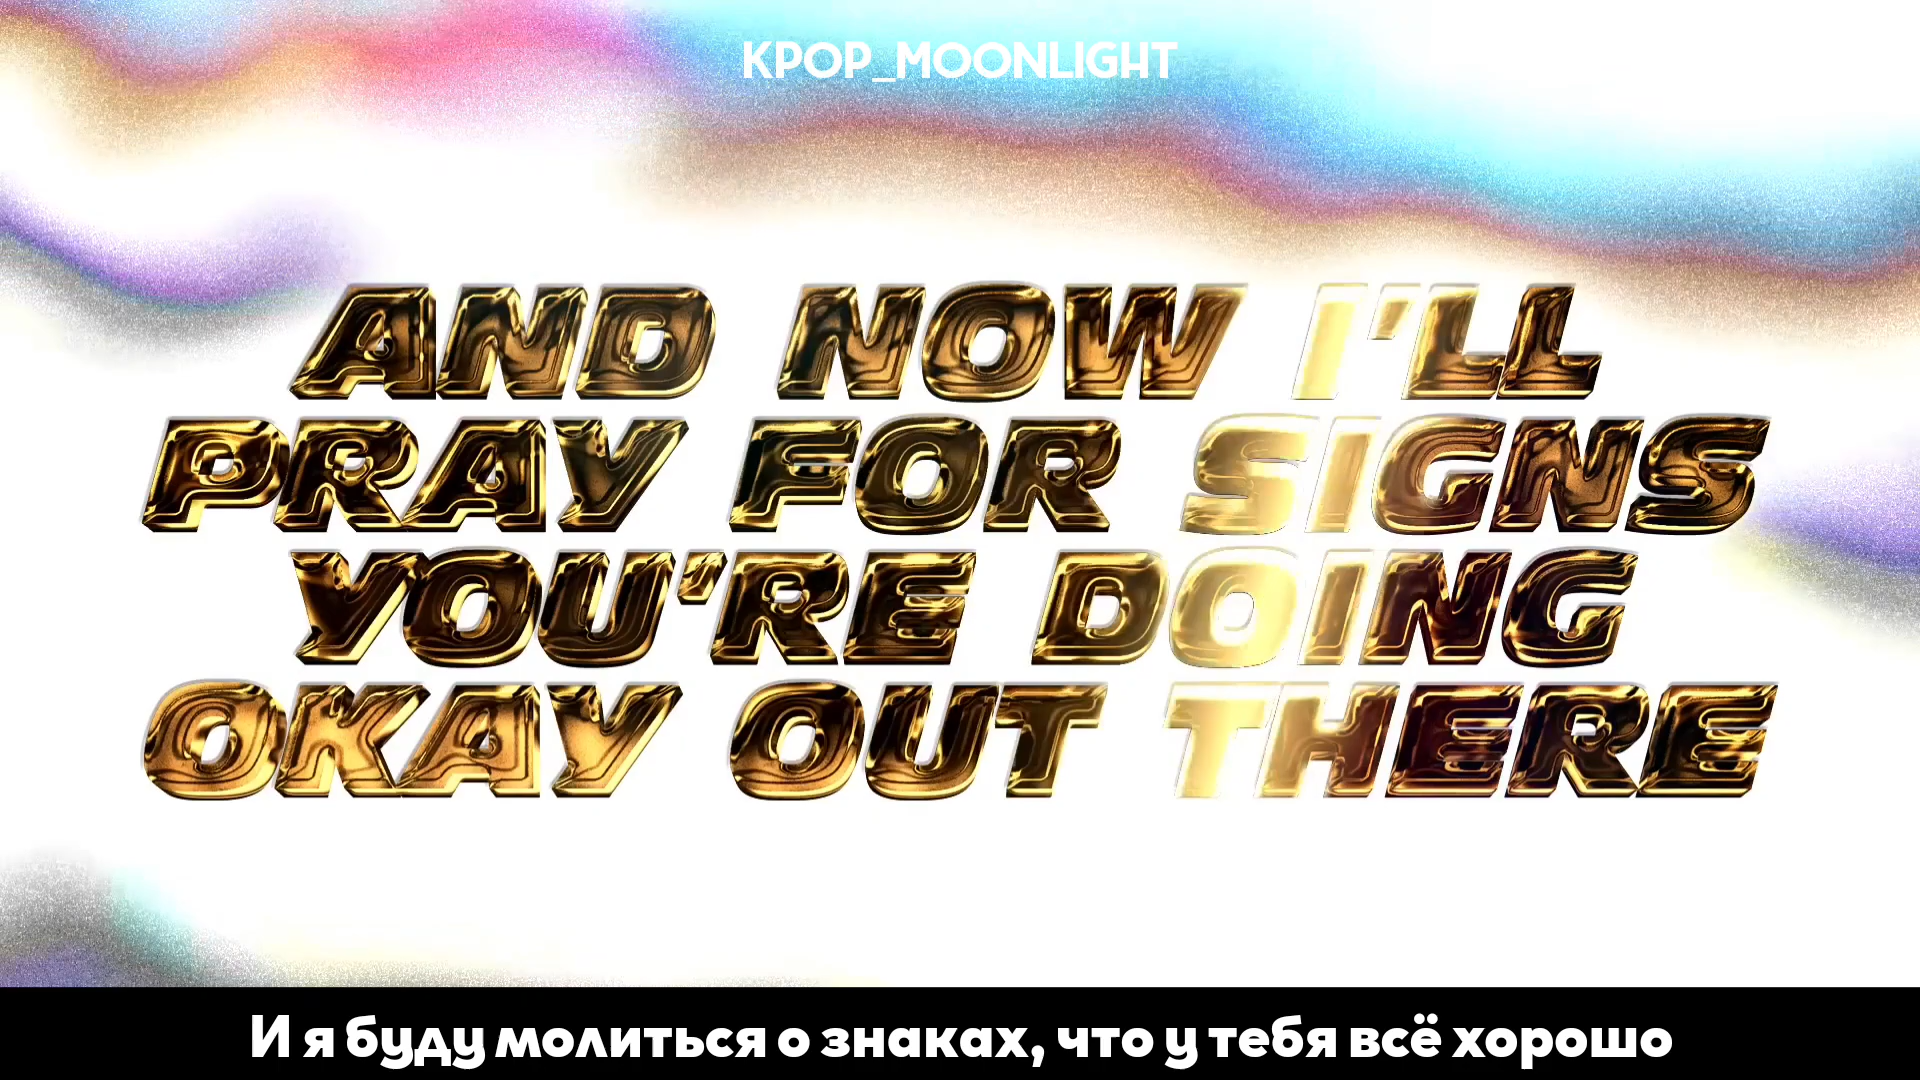 KPOP_MOONLIGHT
AND NOW I'LL
PRAY FOR SIGNS
YOU'RE DOING
OKAY OUT THERE
И я буду молиться о знаках, что у тебя всё хорошо